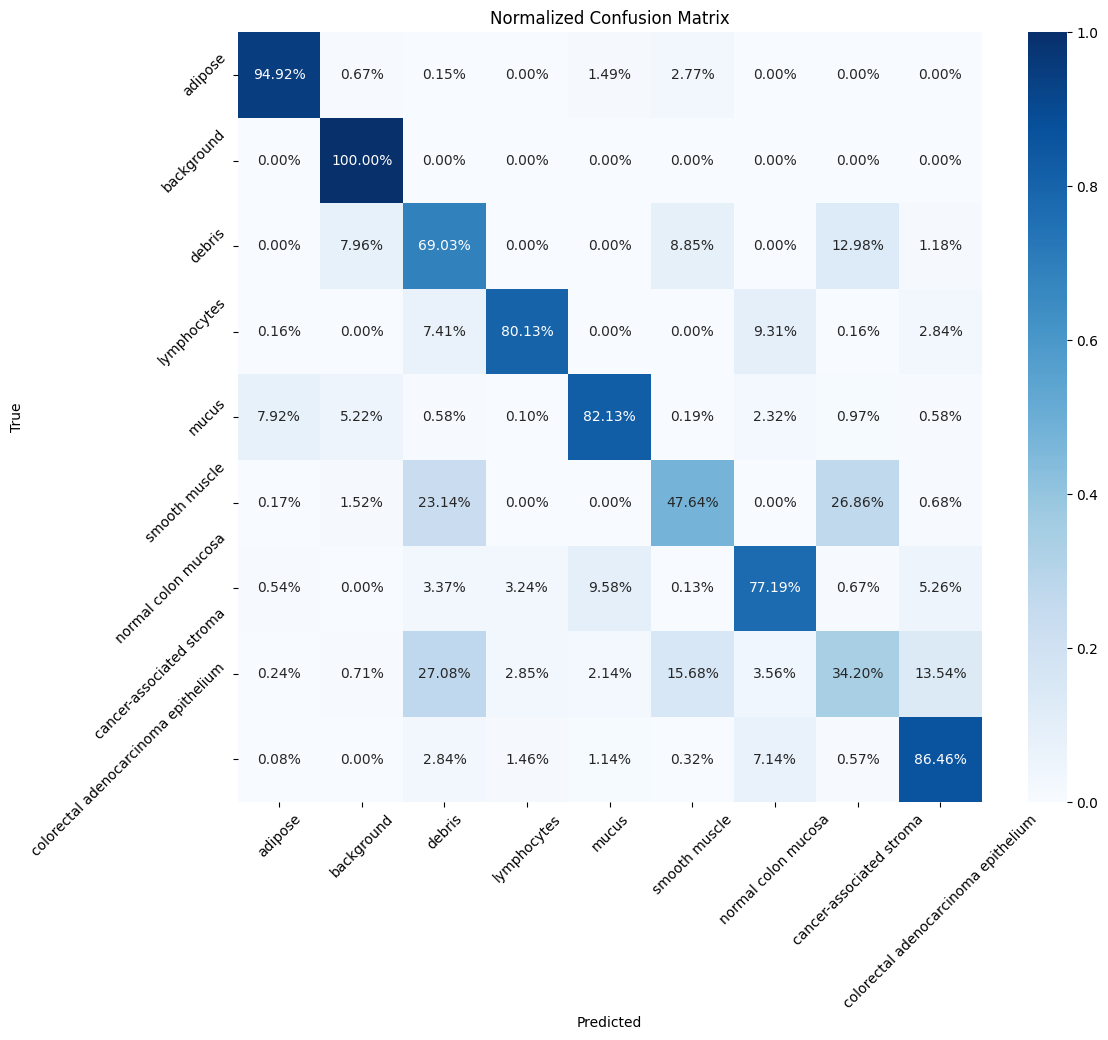 Normalized Confusion Matrix
True
adipose 94.92% 0.67% 0.15% 0.00% 1.49% 2.77% 0.00% 0.00% 0.00%
background 0.00% 100.00% 0.00% 0.00% 0.00% 0.00% 0.00% 0.00% 0.00%
debris 0.00% 7.96% 69.03% 0.00% 0.00% 8.85% 0.00% 12.98% 1.18%
lymphocytes 0.16% 0.00% 7.41% 80.13% 0.00% 0.00% 9.31% 0.16% 2.84%
mucus 7.92% 5.22% 0.58% 0.10% 82.13% 0.19% 2.32% 0.97% 0.58%
smooth muscle 0.17% 1.52% 23.14% 0.00% 0.00% 47.64% 0.00% 26.86% 0.68%
normal colon mucosa 0.54% 0.00% 3.37% 3.24% 9.58% 0.13% 77.19% 0.67% 5.26%
cancer-associated stroma 0.24% 0.71% 27.08% 2.85% 2.14% 15.68% 3.56% 34.20% 13.54%
colorectal adenocarcinoma epithelium 0.08% 0.00% 2.84% 1.46% 1.14% 0.32% 7.14% 0.57% 86.46%
adipose background debris lymphocytes mucus smooth muscle normal colon mucosa cancer-associated stroma colorectal adenocarcinoma epithelium
Predicted
1.0
0.8
0.6
0.4
0.2
0.0